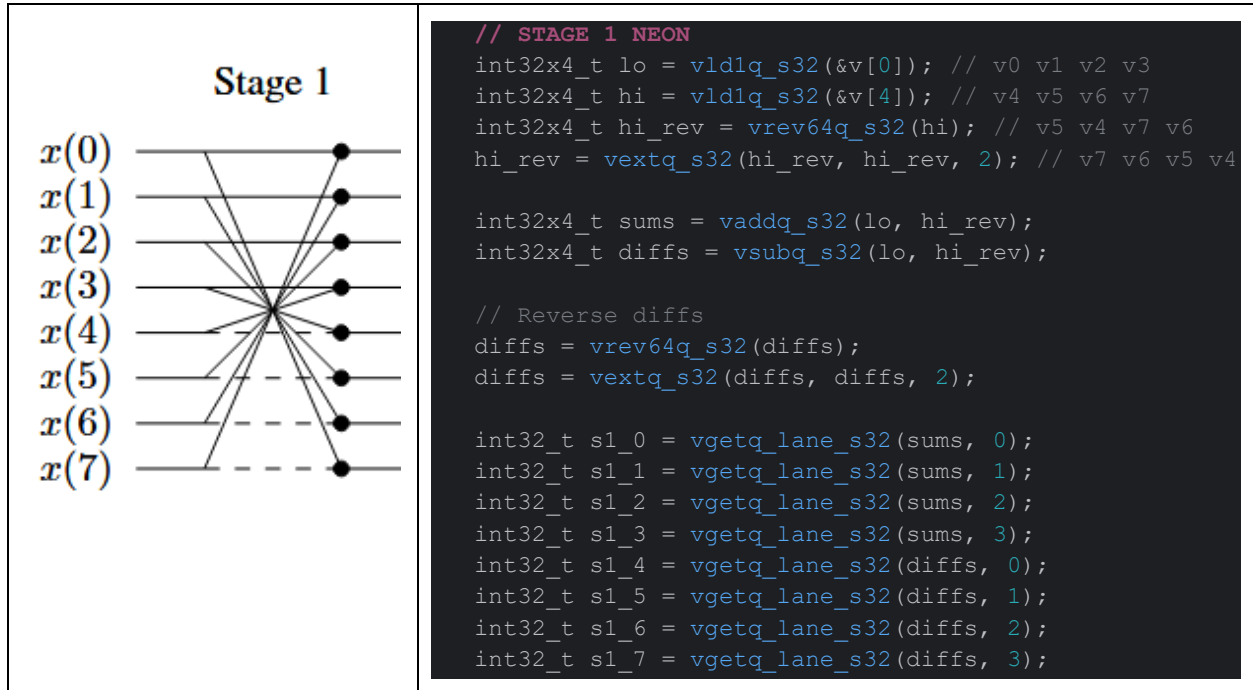 Stage 1
x(0)
x(1)
x(2)
x(3)
x(4)
x(5)
x(6)
x(7)
// STAGE 1 NEON
int32x4_t lo = vld1q_s32(&v[0]); // v0 v1 v2 v3
int32x4_t hi = vld1q_s32(&v[4]); // v4 v5 v6 v7
int32x4_t hi_rev = vrev64q_s32(hi); // v5 v4 v7 v6
hi_rev = vextq_s32(hi_rev, hi_rev, 2); // v7 v6 v5 v4
int32x4_t sums = vaddq_s32(lo, hi_rev);
int32x4_t diffs = vsubq_s32(lo, hi_rev);
// Reverse diffs
diffs = vrev64q_s32(diffs);
diffs = vextq_s32(diffs, diffs, 2);
int32_t s1_0 = vgetq_lane_s32(sums, 0);
int32_t s1_1 = vgetq_lane_s32(sums, 1);
int32_t s1_2 = vgetq_lane_s32(sums, 2);
int32_t s1_3 = vgetq_lane_s32(sums, 3);
int32_t s1_4 = vgetq_lane_s32(diffs, 0);
int32_t s1_5 = vgetq_lane_s32(diffs, 1);
int32_t s1_6 = vgetq_lane_s32(diffs, 2);
int32_t s1_7 = vgetq_lane_s32(diffs, 3);